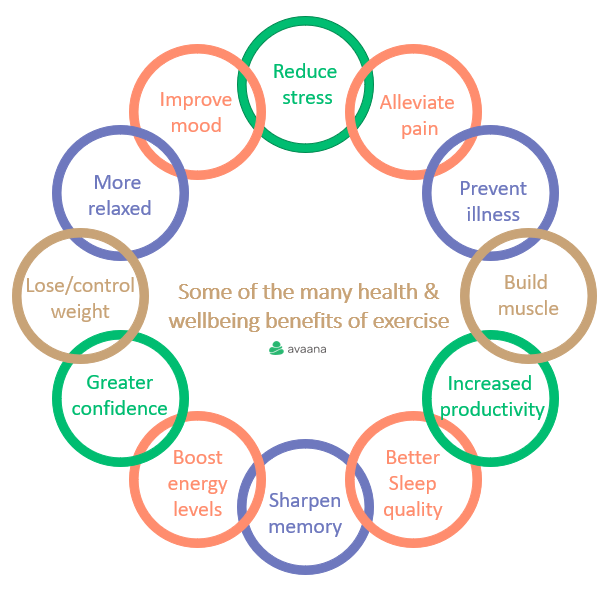 Reduce
stress
Alleviate
pain
Prevent
illness
Build
muscle
Increased
productivity
Better
Sleep
quality
Sharpen
memory
Boost
energy
levels
Greater
confidence
Lose/control
weight
More
relaxed
Improve
mood
Some of the many health &
wellbeing benefits of exercise
avaana